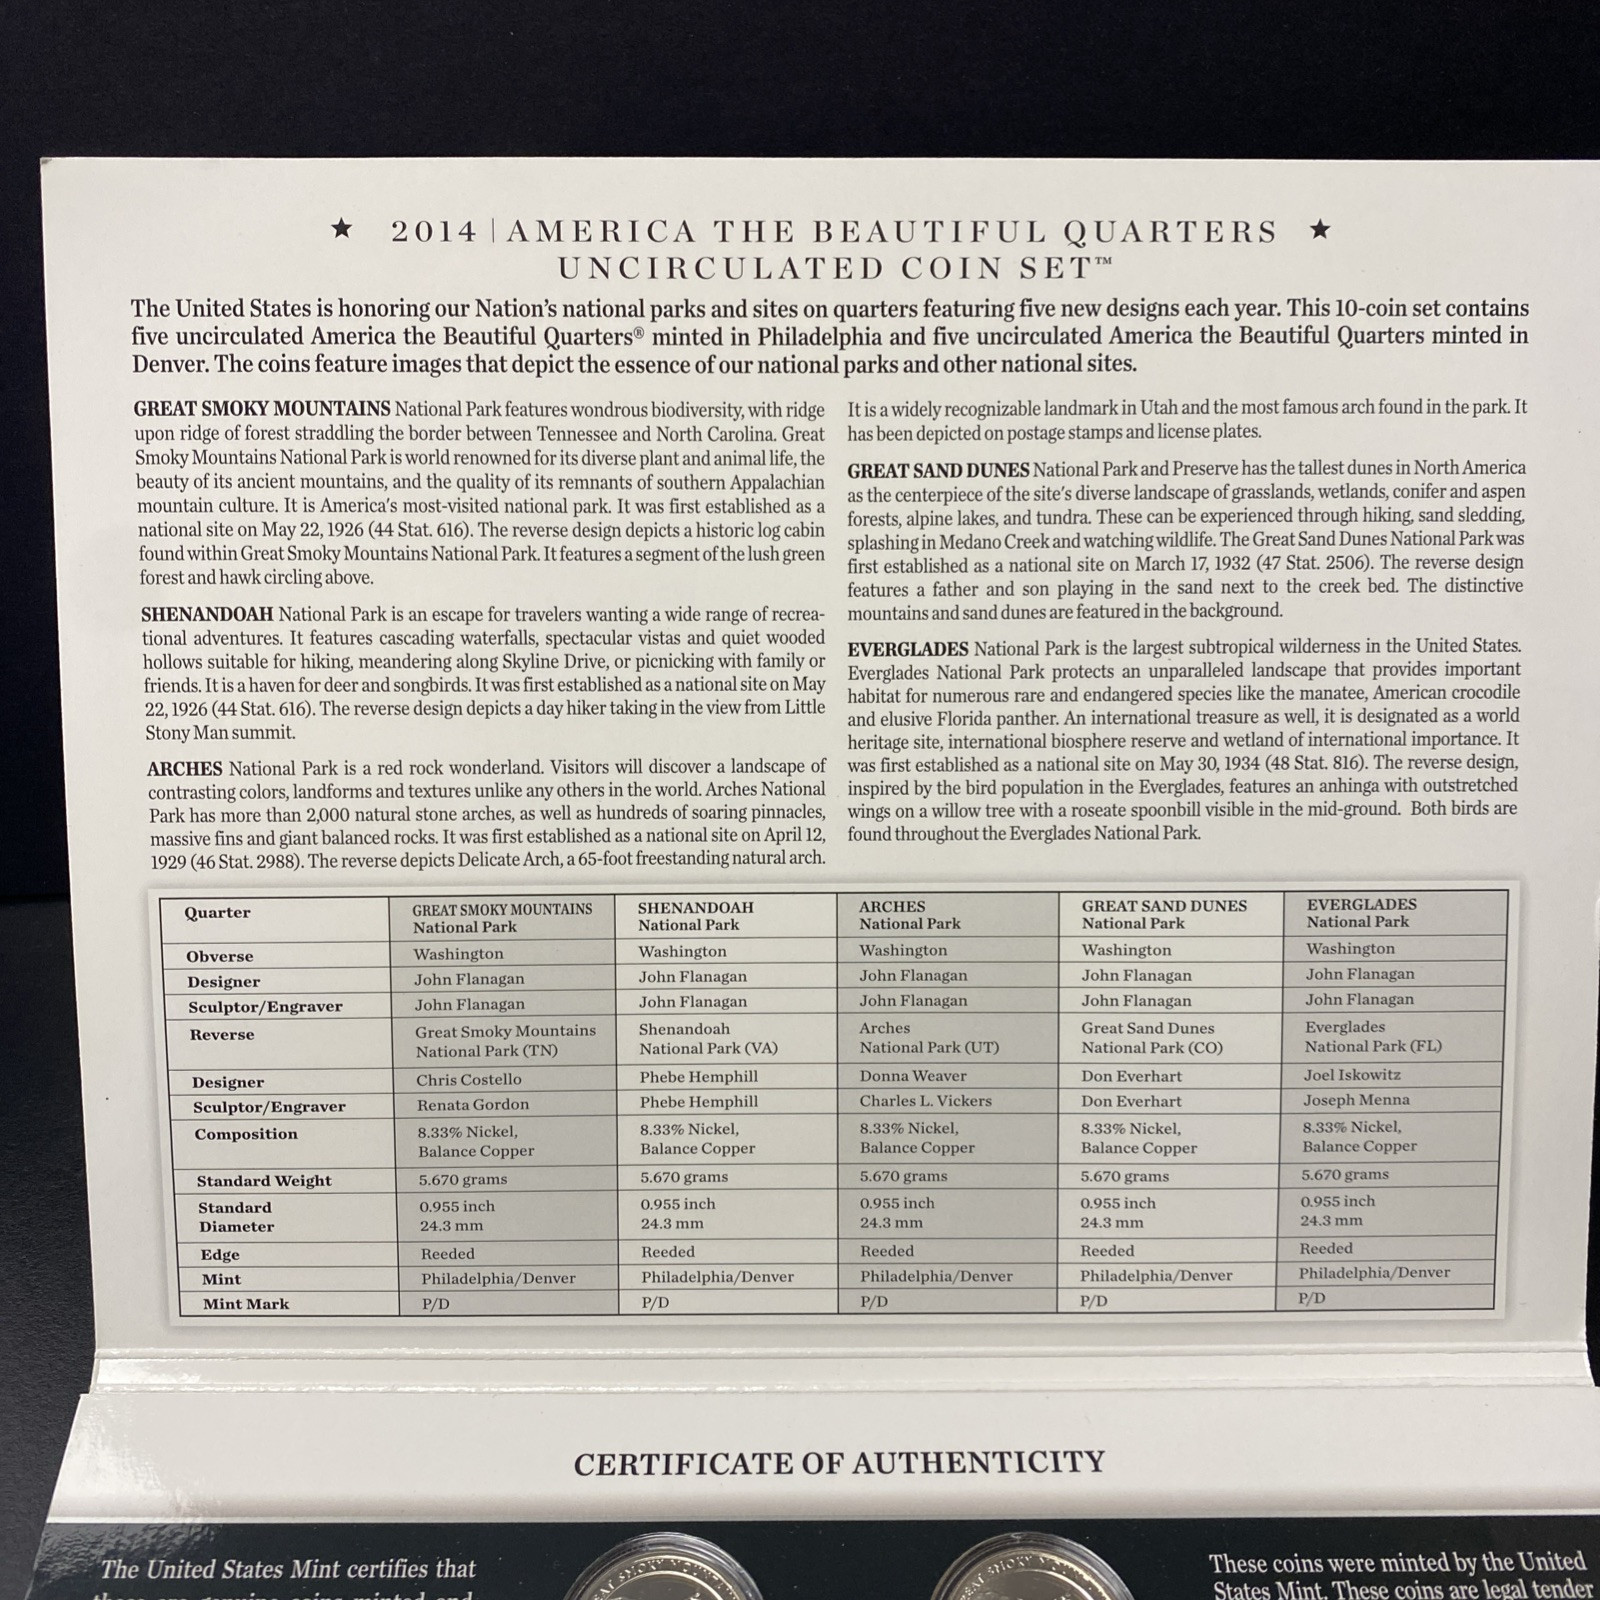 ★ 2014 | AMERICA THE BEAUTIFUL QUARTERS ★
UNCIRCULATED COIN SET™
The United States is honoring our Nation's national parks and sites on quarters featuring five new designs each year. This 10-coin set contains
five uncirculated America the Beautiful Quarters® minted in Philadelphia and five uncirculated America the Beautiful Quarters minted in
Denver. The coins feature images that depict the essence of our national parks and other national sites.
GREAT SMOKY MOUNTAINS National Park features wondrous biodiversity, with ridge
upon ridge of forest straddling the border between Tennessee and North Carolina. Great
Smoky Mountains National Park is world renowned for its diverse plant and animal life, the
beauty of its ancient mountains, and the quality of its remnants of southern Appalachian
mountain culture. It is America's most-visited national park. It was first established as a
national site on May 22, 1926 (44 Stat. 616). The reverse design depicts a historic log cabin
found within Great Smoky Mountains National Park. It features a segment of the lush green
forest and hawk circling above.
SHENANDOAH National Park is an escape for travelers wanting a wide range of recrea-
tional adventures. It features cascading waterfalls, spectacular vistas and quiet wooded
hollows suitable for hiking, meandering along Skyline Drive, or picnicking with family or
friends. It is a haven for deer and songbirds. It was first established as a national site on May
22, 1926 (44 Stat. 616). The reverse design depicts a day hiker taking in the view from Little
Stony Man summit.
ARCHES National Park is a red rock wonderland. Visitors will discover a landscape of
contrasting colors, landforms and textures unlike any others in the world. Arches National
Park has more than 2,000 natural stone arches, as well as hundreds of soaring pinnacles,
massive fins and giant balanced rocks. It was first established as a national site on April 12,
1929 (46 Stat. 2988). The reverse depicts Delicate Arch, a 65-foot freestanding natural arch.
It is a widely recognizable landmark in Utah and the most famous arch found in the park. It
has been depicted on postage stamps and license plates.
GREAT SAND DUNES National Park and Preserve has the tallest dunes in North America
as the centerpiece of the site's diverse landscape of grasslands, wetlands, conifer and aspen
forests, alpine lakes, and tundra. These can be experienced through hiking, sand sledding,
splashing in Medano Creek and watching wildlife. The Great Sand Dunes National Park was
first established as a national site on March 17, 1932 (47 Stat. 2506). The reverse design
features a father and son playing in the sand next to the creek bed. The distinctive
mountains and sand dunes are featured in the background.
EVERGLADES National Park is the largest subtropical wilderness in the United States.
Everglades National Park protects an unparalleled landscape that provides important
habitat for numerous rare and endangered species like the manatee, American crocodile
and elusive Florida panther. An international treasure as well, it is designated as a world
heritage site, international biosphere reserve and wetland of international importance. It
was first established as a national site on May 30, 1934 (48 Stat. 816). The reverse design,
inspired by the bird population in the Everglades, features an anhinga with outstretched
wings on a willow tree with a roseate spoonbill visible in the mid-ground. Both birds are
found throughout the Everglades National Park.
Quarter GREAT SMOKY MOUNTAINS SHENANDOAH ARCHES GREAT SAND DUNES EVERGLADES
National Park National Park National Park National Park National Park
Obverse Washington Washington Washington Washington Washington
Designer John Flanagan John Flanagan John Flanagan John Flanagan John Flanagan
Sculptor/Engraver John Flanagan John Flanagan John Flanagan John Flanagan John Flanagan
Reverse Great Smoky Mountains Shenandoah Arches Great Sand Dunes Everglades
National Park (TN) National Park (VA) National Park (UT) National Park (CO) National Park (FL)
Designer Chris Costello Phebe Hemphill Donna Weaver Don Everhart Joel Iskowitz
Sculptor/Engraver Renata Gordon Phebe Hemphill Charles L. Vickers Don Everhart Joseph Menna
Composition 8.33% Nickel, 8.33% Nickel, 8.33% Nickel, 8.33% Nickel, 8.33% Nickel,
Balance Copper Balance Copper Balance Copper Balance Copper Balance Copper
Standard Weight 5.670 grams 5.670 grams 5.670 grams 5.670 grams 5.670 grams
Standard 0.955 inch 0.955 inch 0.955 inch 0.955 inch 0.955 inch
Diameter 24.3 mm 24.3 mm 24.3 mm 24.3 mm 24.3 mm
Edge Reeded Reeded Reeded Reeded Reeded
Mint Philadelphia/Denver Philadelphia/Denver Philadelphia/Denver Philadelphia/Denver Philadelphia/Denver
Mint Mark P/D P/D P/D P/D P/D
CERTIFICATE OF AUTHENTICITY
The United States Mint certifies that
These coins were minted by the United
States Mint. These coins are legal tender